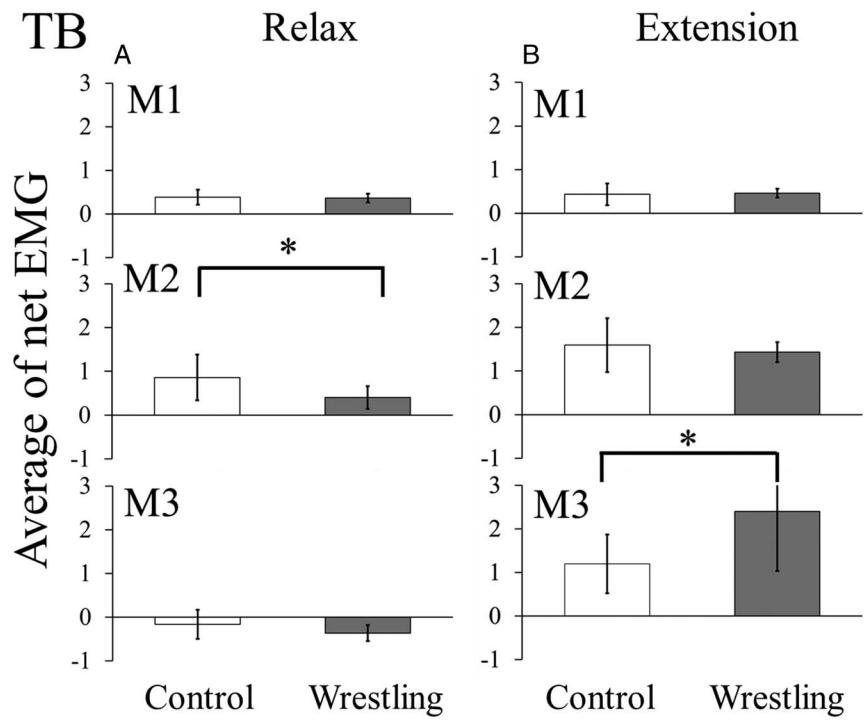 TB
Relax
Extension
A
B
Average of net EMG
M1
3
2
1
0
-1
M1
3
2
1
0
-1
*
M2
3
2
1
0
-1
M2
3
2
1
0
-1
*
M3
3
2
1
0
-1
M3
3
2
1
0
-1
Control
Wrestling
Control
Wrestling